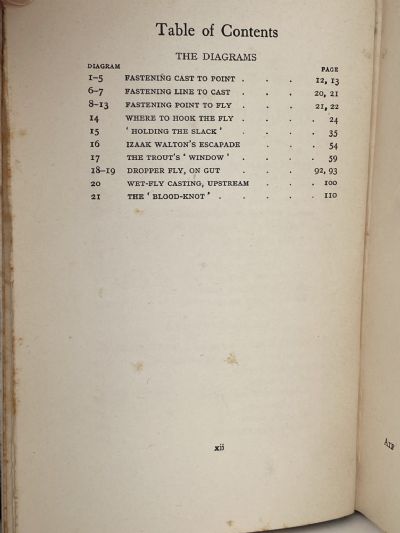 Table of Contents
THE DIAGRAMS
DIAGRAM PAGE
1–5 FASTENING CAST TO POINT . . . 12, 13
6–7 FASTENING LINE TO CAST . . . 20, 21
8–13 FASTENING POINT TO FLY . . . 21, 22
14 WHERE TO HOOK THE FLY . . . . 24
15 ‘HOLDING THE SLACK’ . . . . 35
16 IZAAK WALTON’S ESCAPADE . . . 54
17 THE TROUT’S ‘WINDOW’ . . . . 59
18–19 DROPPER FLY, ON GUT . . . 92, 93
20 WET-FLY CASTING, UPSTREAM . . . 100
21 THE ‘BLOOD-KNOT’ . . . . . 110
xii